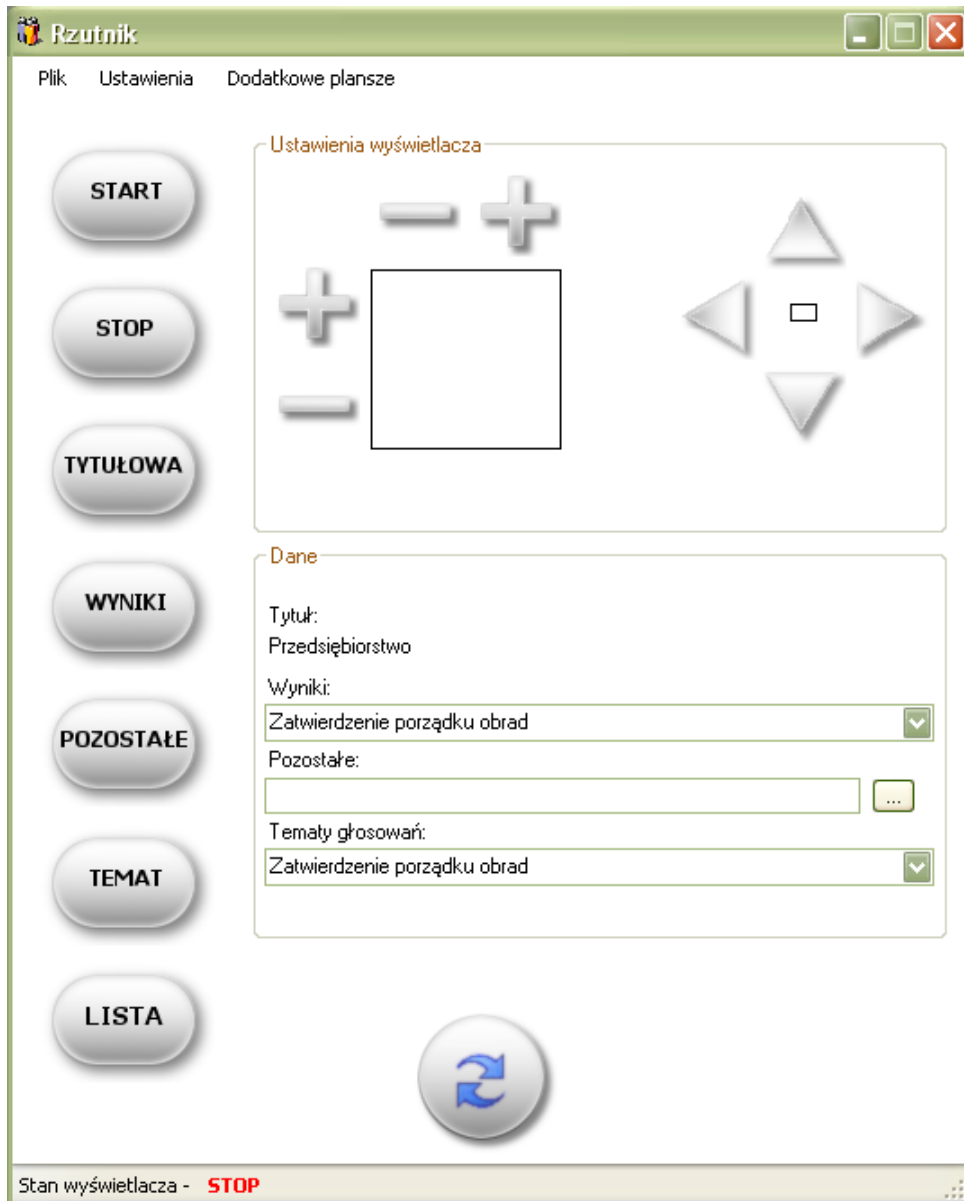 Rzutnik
Plik Ustawienia Dodatkowe plansze
START
STOP
TYTUŁOWA
WYNIKI
POZOSTAŁE
TEMAT
LISTA
Ustawienia wyświetlacza
Dane
Tytuł:
Przedsiębiorstwo
Wyniki:
Zatwierdzenie porządku obrad
Pozostałe:
...
Tematy głosowań:
Zatwierdzenie porządku obrad
Stan wyświetlacza - STOP